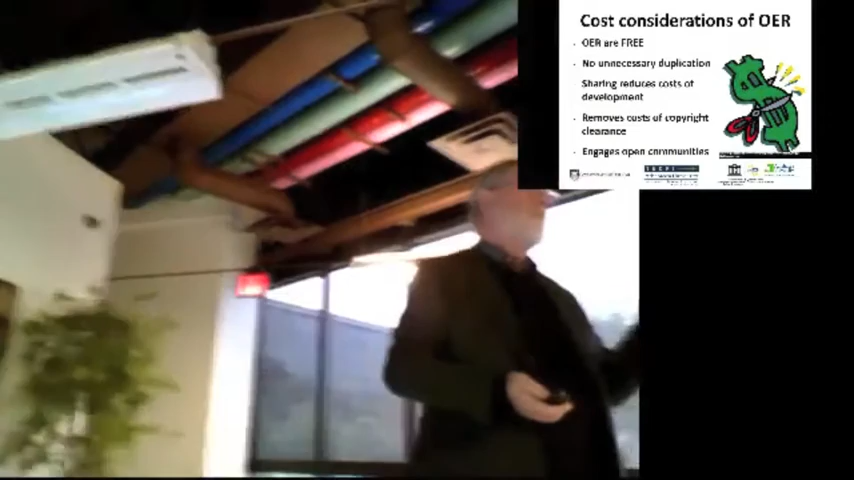 Cost considerations of OER
OER are FREE
No unnecessary duplication
Sharing reduces costs of
development
Removes costs of copyright
clearance
Engages open communities